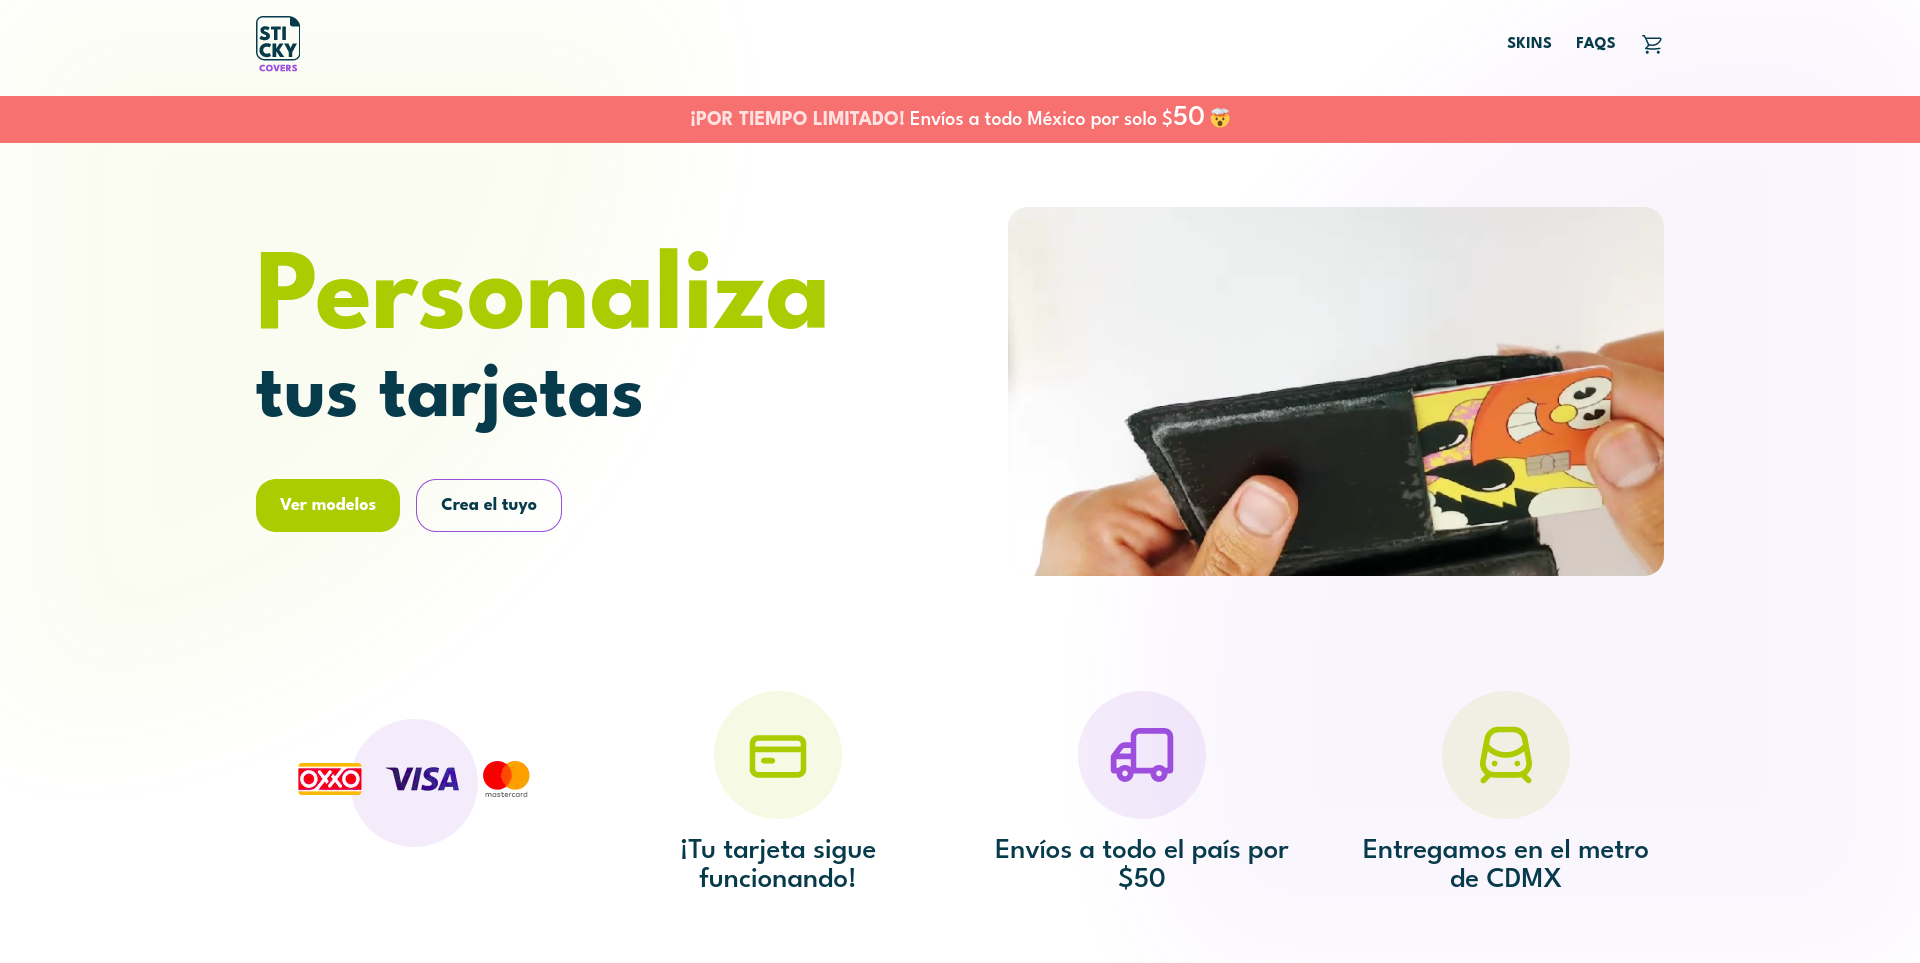 STI
CKY
COVERS
SKINS FAQS
¡POR TIEMPO LIMITADO! Envíos a todo México por solo $50 🤯
Personaliza
tus tarjetas
Ver modelos Crea el tuyo
OXXO VISA mastercard
¡Tu tarjeta sigue
funcionando!
Envíos a todo el país por
$50
Entregamos en el metro
de CDMX